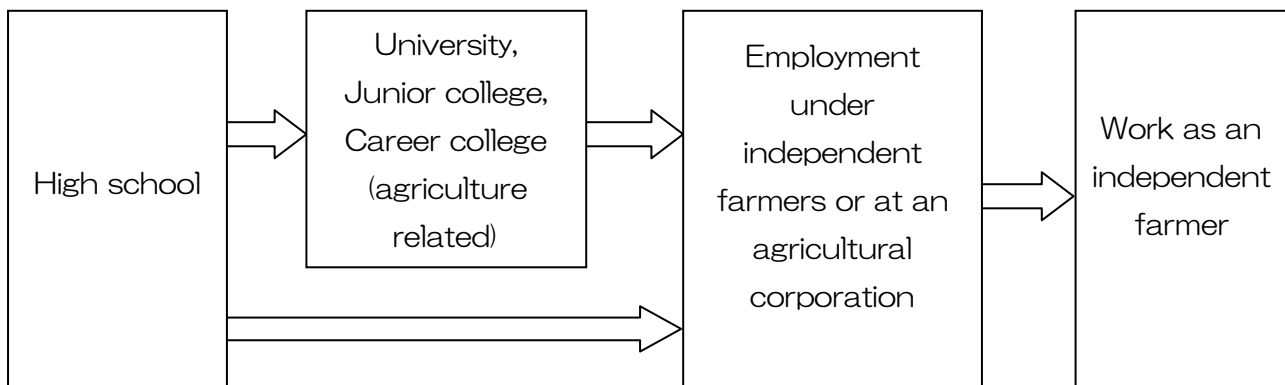 High school
University,
Junior college,
Career college
(agriculture
related)
Employment
under
independent
farmers or at an
agricultural
corporation
Work as an
independent
farmer